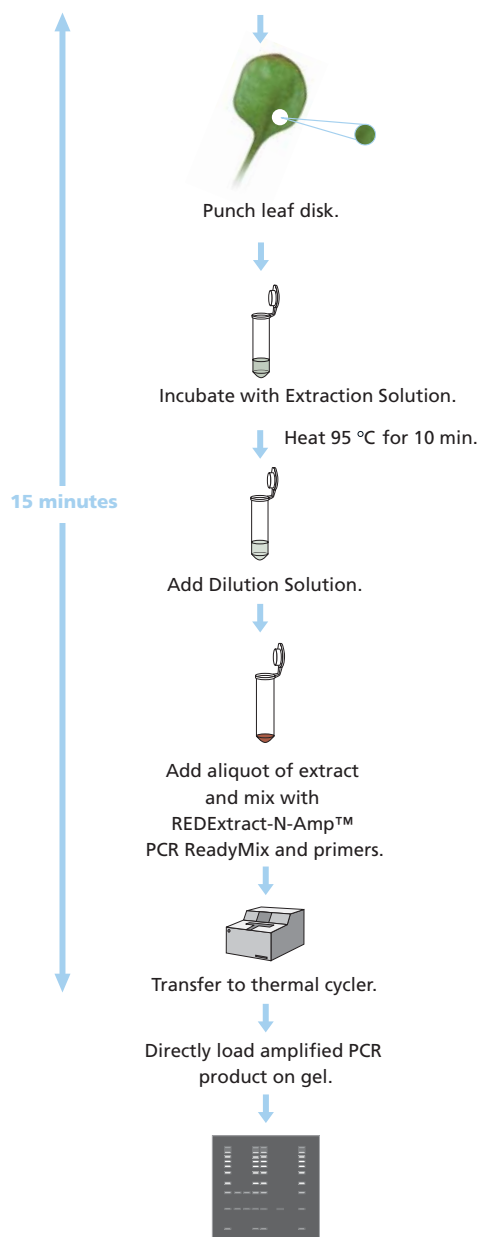 Punch leaf disk.
Incubate with Extraction Solution.
Heat 95 °C for 10 min.
15 minutes
Add Dilution Solution.
Add aliquot of extract
and mix with
REDExtract-N-Amp™
PCR ReadyMix and primers.
Transfer to thermal cycler.
Directly load amplified PCR
product on gel.